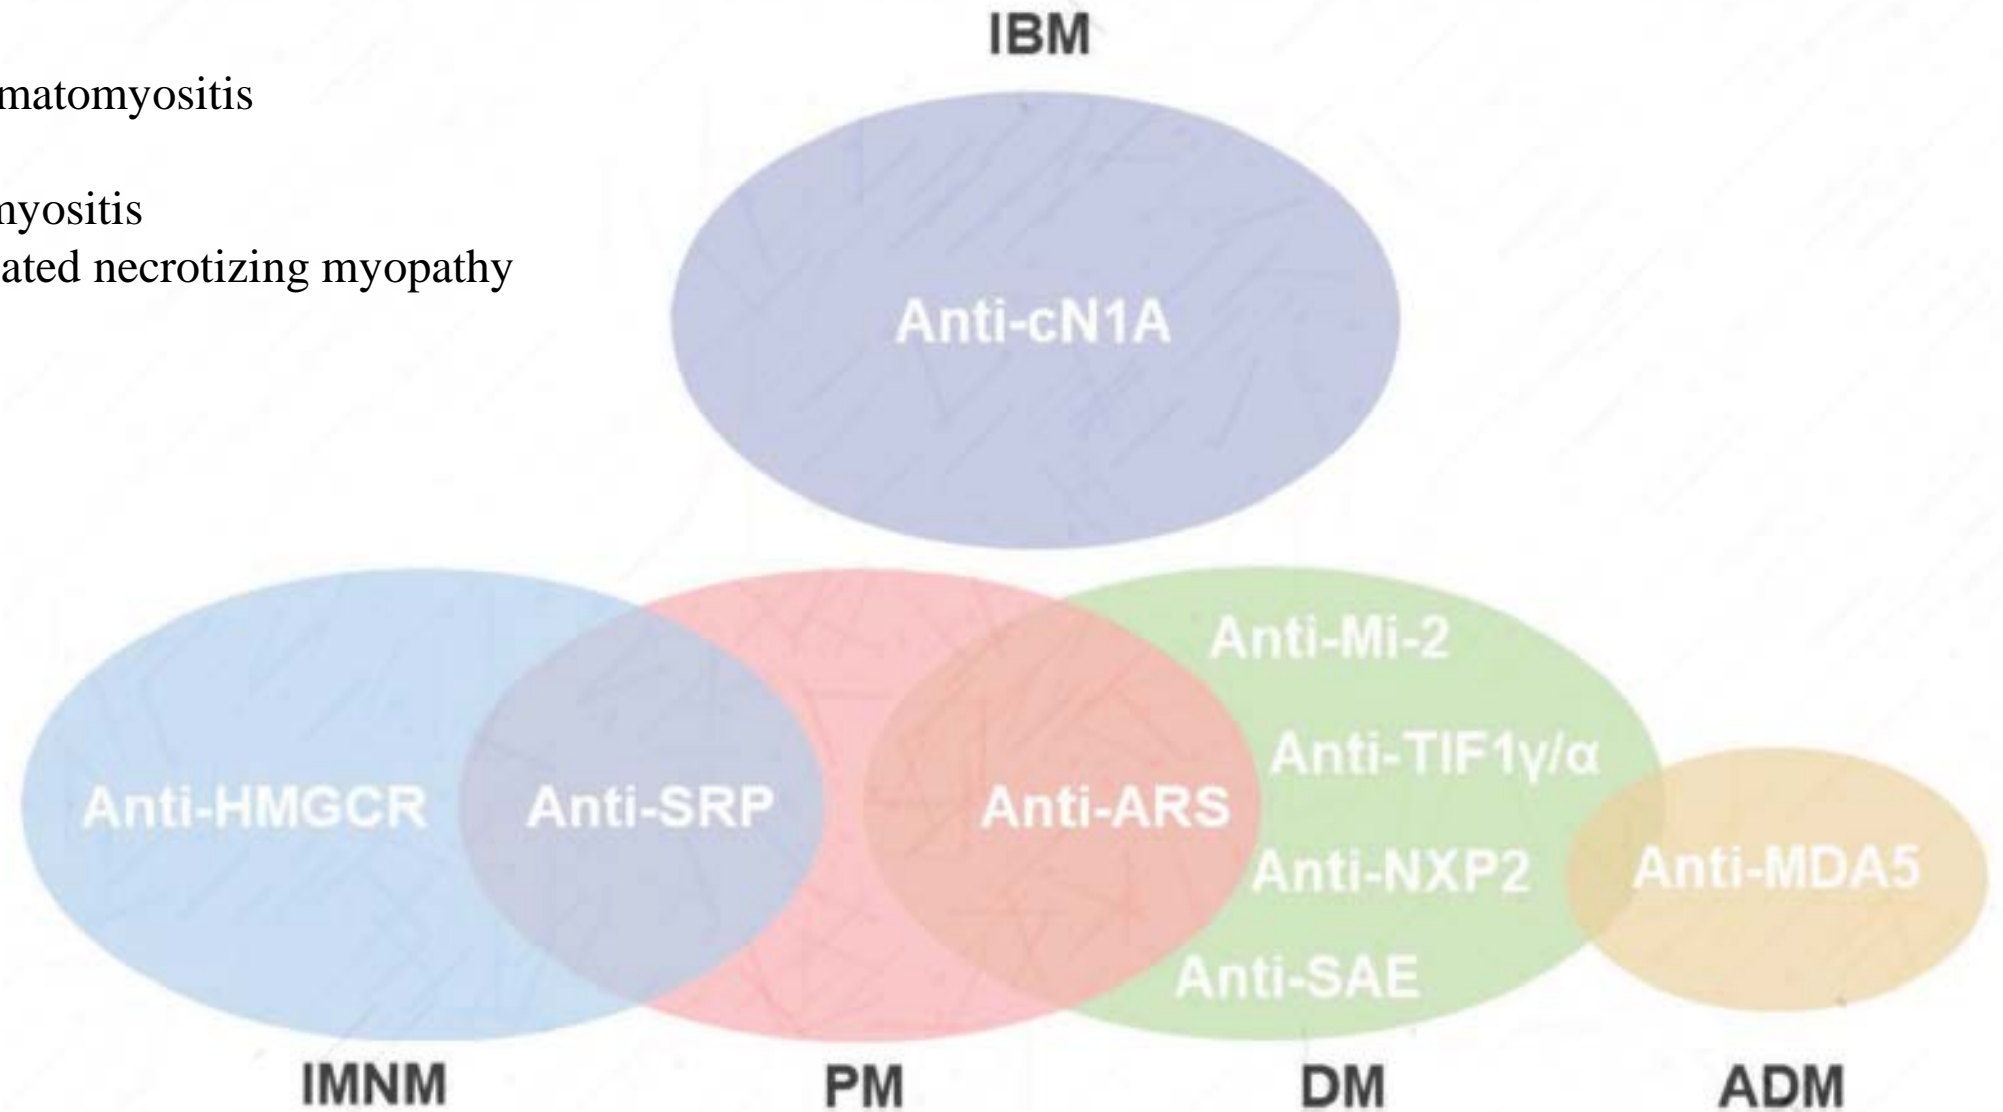 matomyositis
myositis
ated necrotizing myopathy
IBM
Anti-cN1A
Anti-HMGCR
Anti-SRP
Anti-ARS
Anti-Mi-2
Anti-TIF1γ/α
Anti-NXP2
Anti-SAE
Anti-MDA5
IMNM
PM
DM
ADM